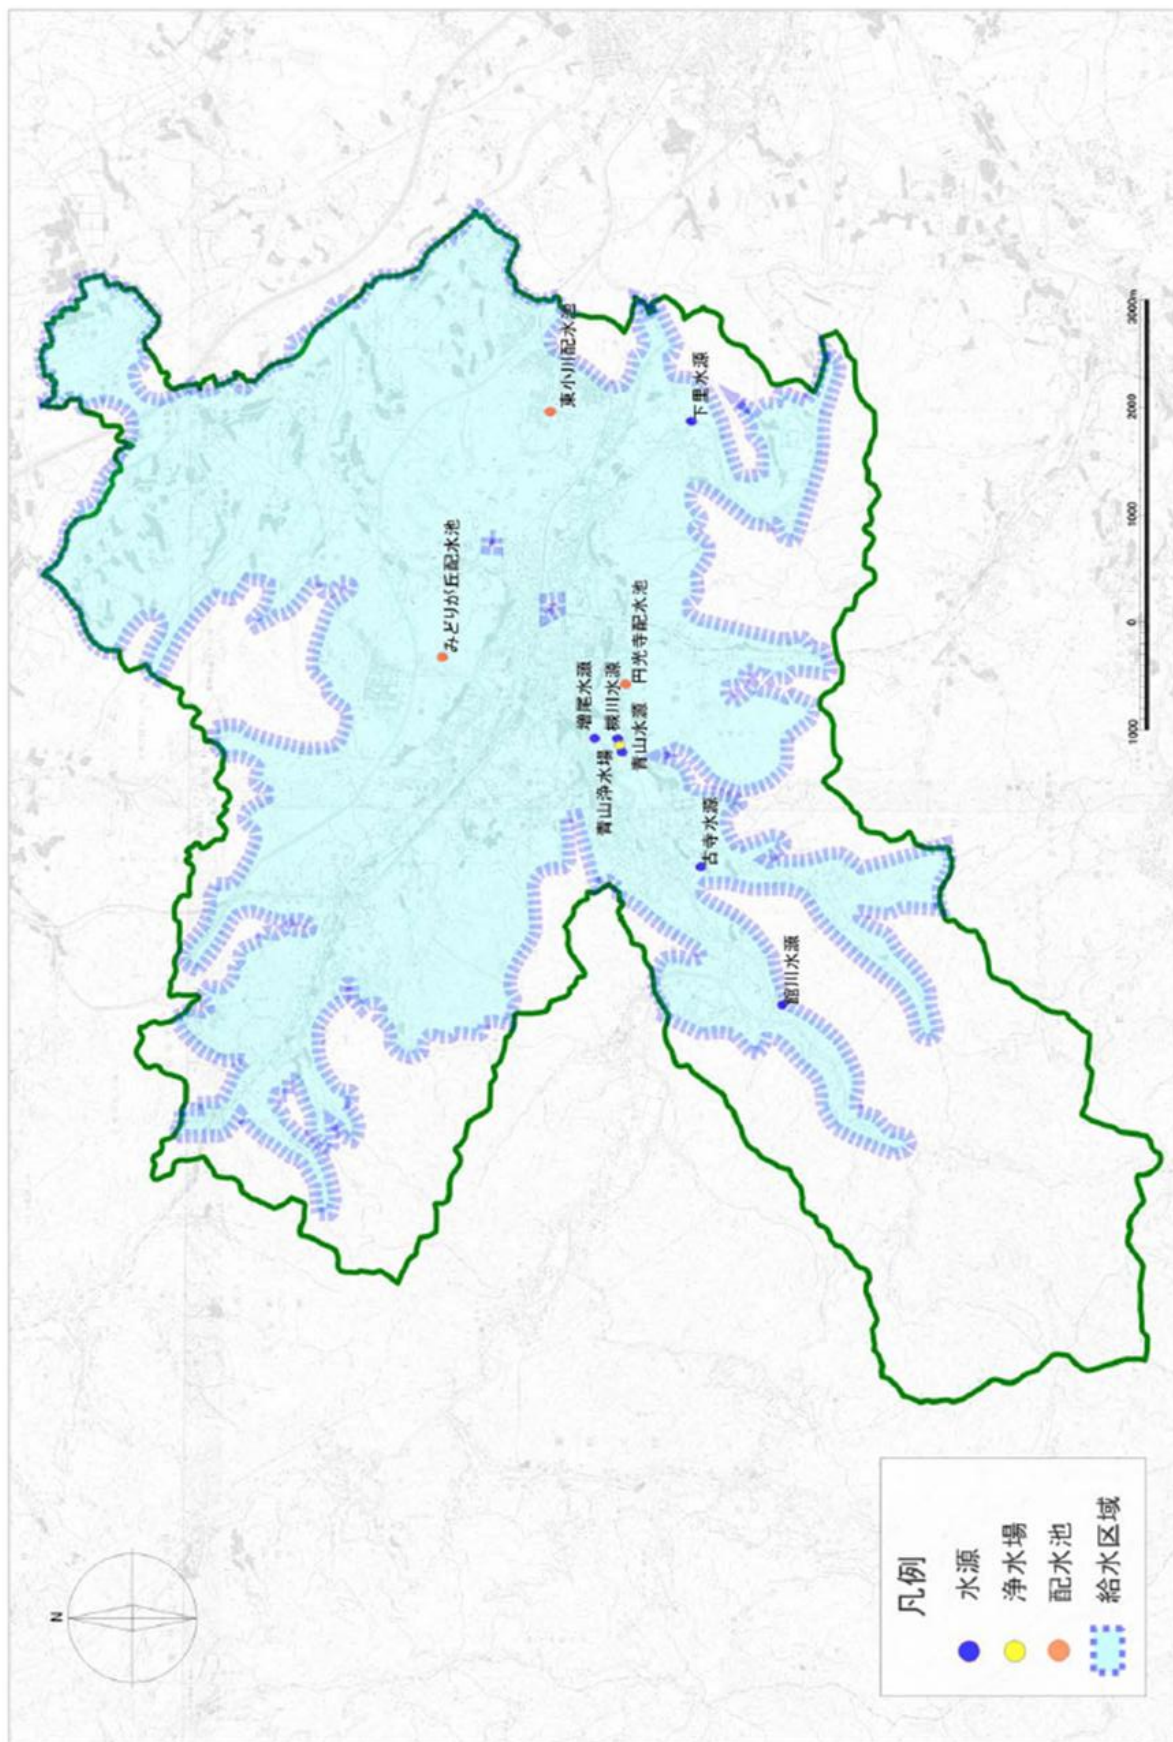 N
みどりが丘配水池
東小川配水池
増尾水源
槻川水源
円光寺配水池
青山浄水場
青山水源
下里水源
古寺水源
館川水源
凡例
水源
浄水場
配水池
給水区域
1000 0 1000 2000 3000m